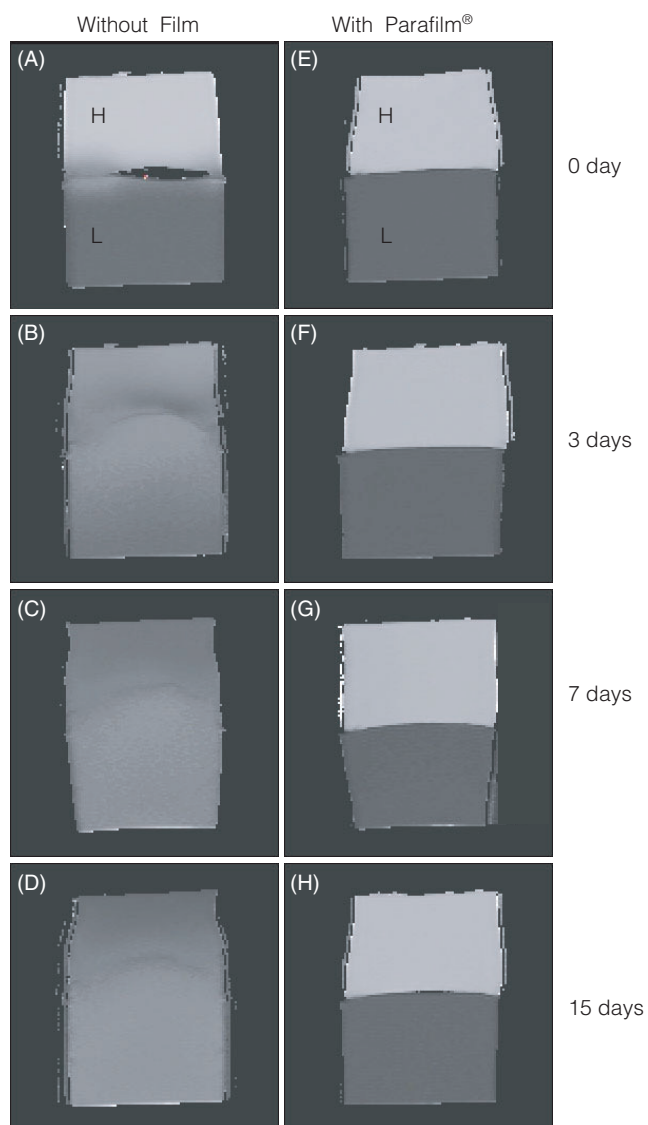 Without Film
With Parafilm®
(A)
H
L
(E)
H
L
0 day
(B)
(F)
3 days
(C)
(G)
7 days
(D)
(H)
15 days